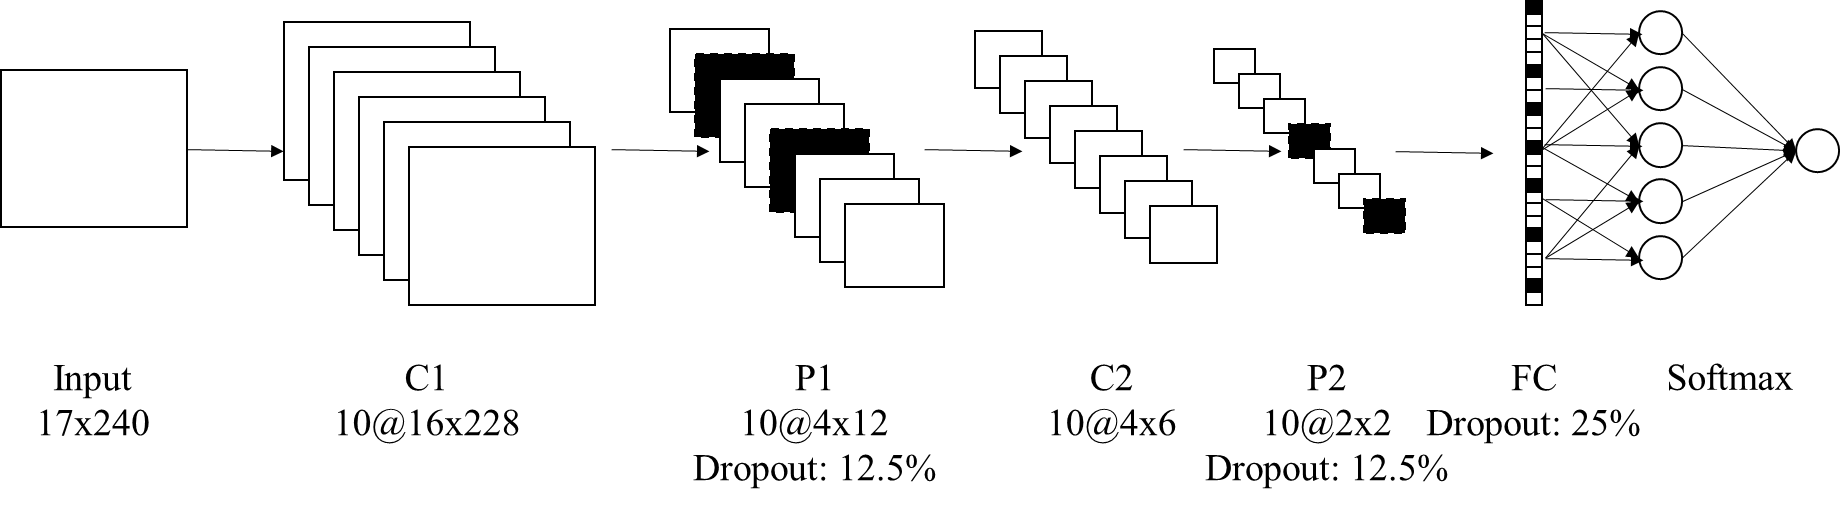 Input
17x240
C1
10@16x228
P1
10@4x12
Dropout: 12.5%
C2
10@4x6
P2
10@2x2
Dropout: 12.5%
FC
Dropout: 25%
Softmax